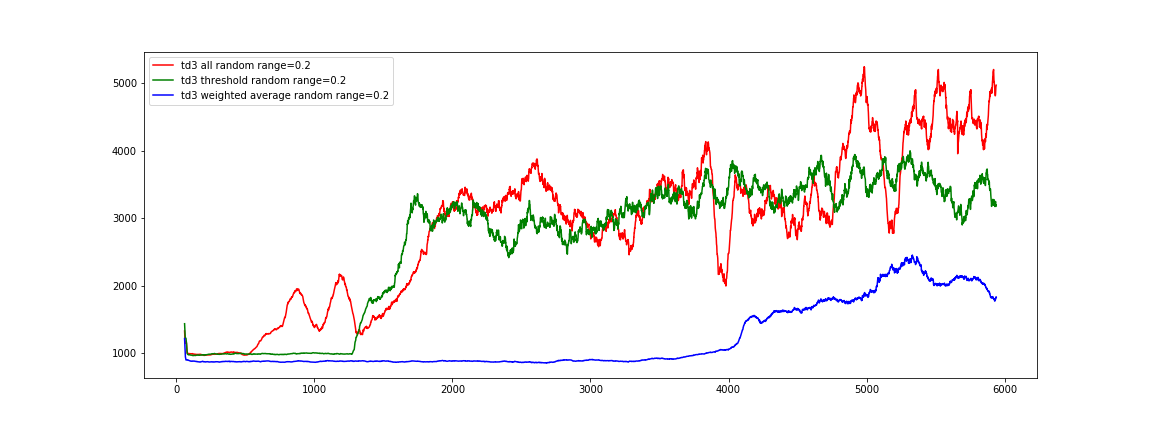 td3 all random range=0.2
td3 threshold random range=0.2
td3 weighted average random range=0.2
5000
4000
3000
2000
1000
0 1000 2000 3000 4000 5000 6000